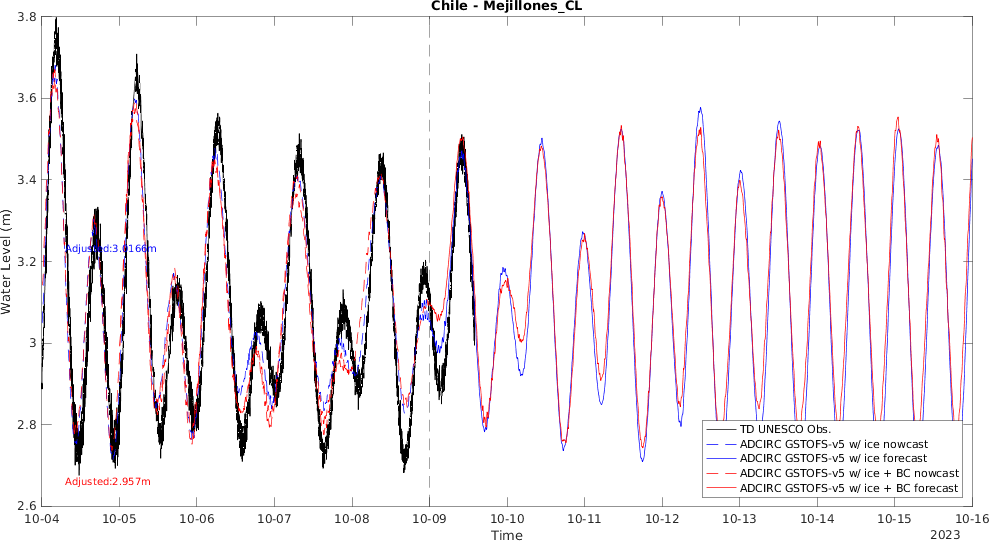 Chile - Mejillones_CL
3.8
3.6
3.4
3.2
3
2.8
2.6
Water Level (m)
Adjusted:3.0166m
Adjusted:2.957m
TD UNESCO Obs.
ADCIRC GSTOFS-v5 w/ ice nowcast
ADCIRC GSTOFS-v5 w/ ice forecast
ADCIRC GSTOFS-v5 w/ ice + BC nowcast
ADCIRC GSTOFS-v5 w/ ice + BC forecast
10-04 10-05 10-06 10-07 10-08 10-09 10-10 10-11 10-12 10-13 10-14 10-15 10-16
Time
2023